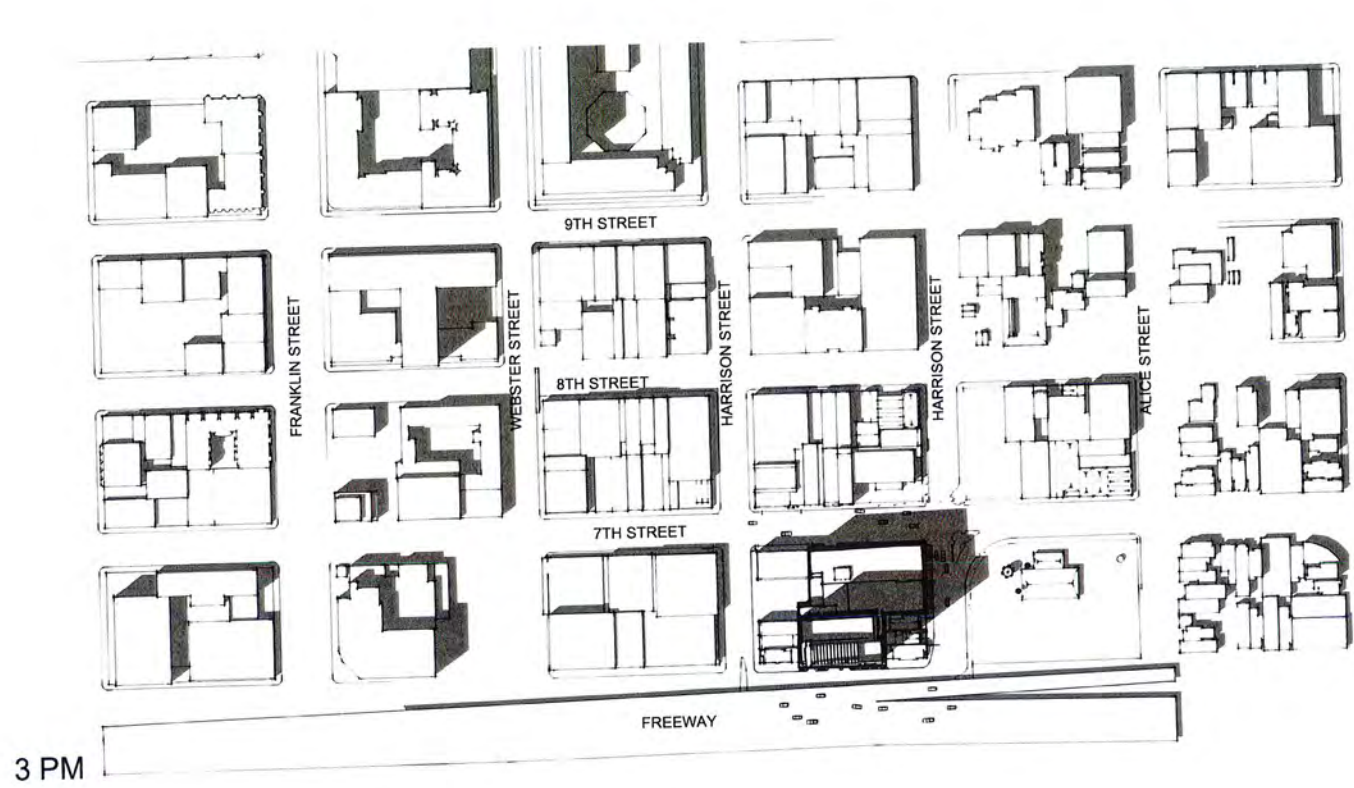 9TH STREET
FRANKLIN STREET
WEBSTER STREET
HARRISON STREET
HARRISON STREET
ALICE STREET
8TH STREET
7TH STREET
FREEWAY
3 PM